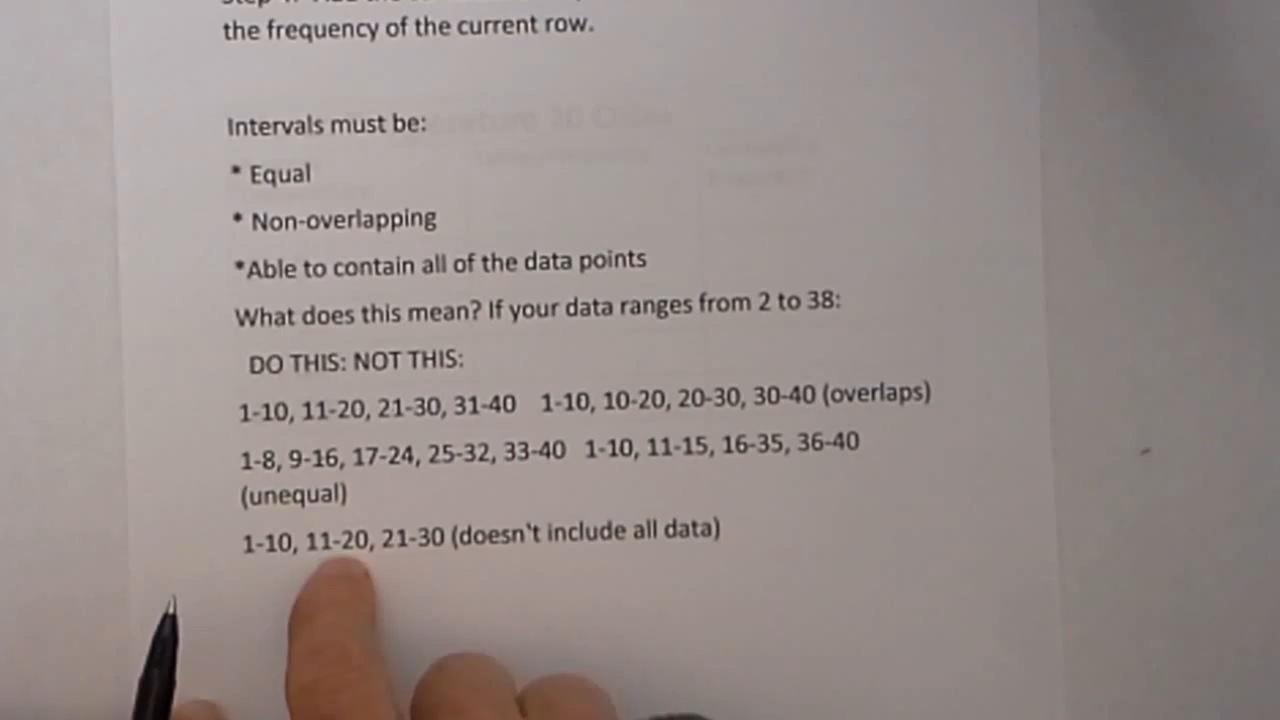 the frequency of the current row.
Intervals must be:
* Equal
* Non-overlapping
*Able to contain all of the data points
What does this mean? If your data ranges from 2 to 38:
DO THIS: NOT THIS:
1-10, 11-20, 21-30, 31-40 1-10, 10-20, 20-30, 30-40 (overlaps)
1-8, 9-16, 17-24, 25-32, 33-40 1-10, 11-15, 16-35, 36-40
(unequal)
1-10, 11-20, 21-30 (doesn't include all data)